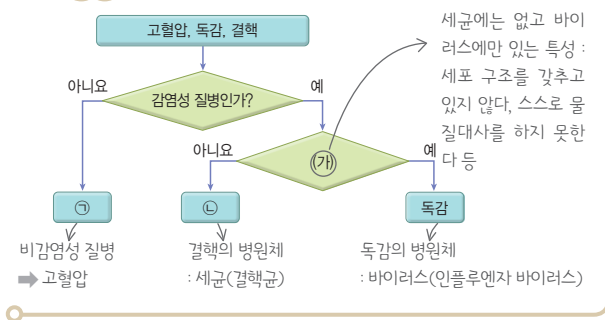 고혈압, 독감, 결핵
세균에는 없고 바이
러스에만 있는 특성 :
세포 구조를 갖추고
있지 않다, 스스로 물
질대사를 하지 못한
다 등
아니요
감염성 질병인가?
예
아니요
(가)
예
㉠
㉡
독감
비감염성 질병
➡ 고혈압
결핵의 병원체
: 세균(결핵균)
독감의 병원체
: 바이러스(인플루엔자 바이러스)